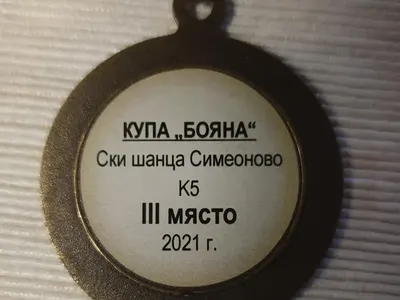 КУПА „БОЯНА“
Ски шанца Симеоново
К5
III място
2021 г.